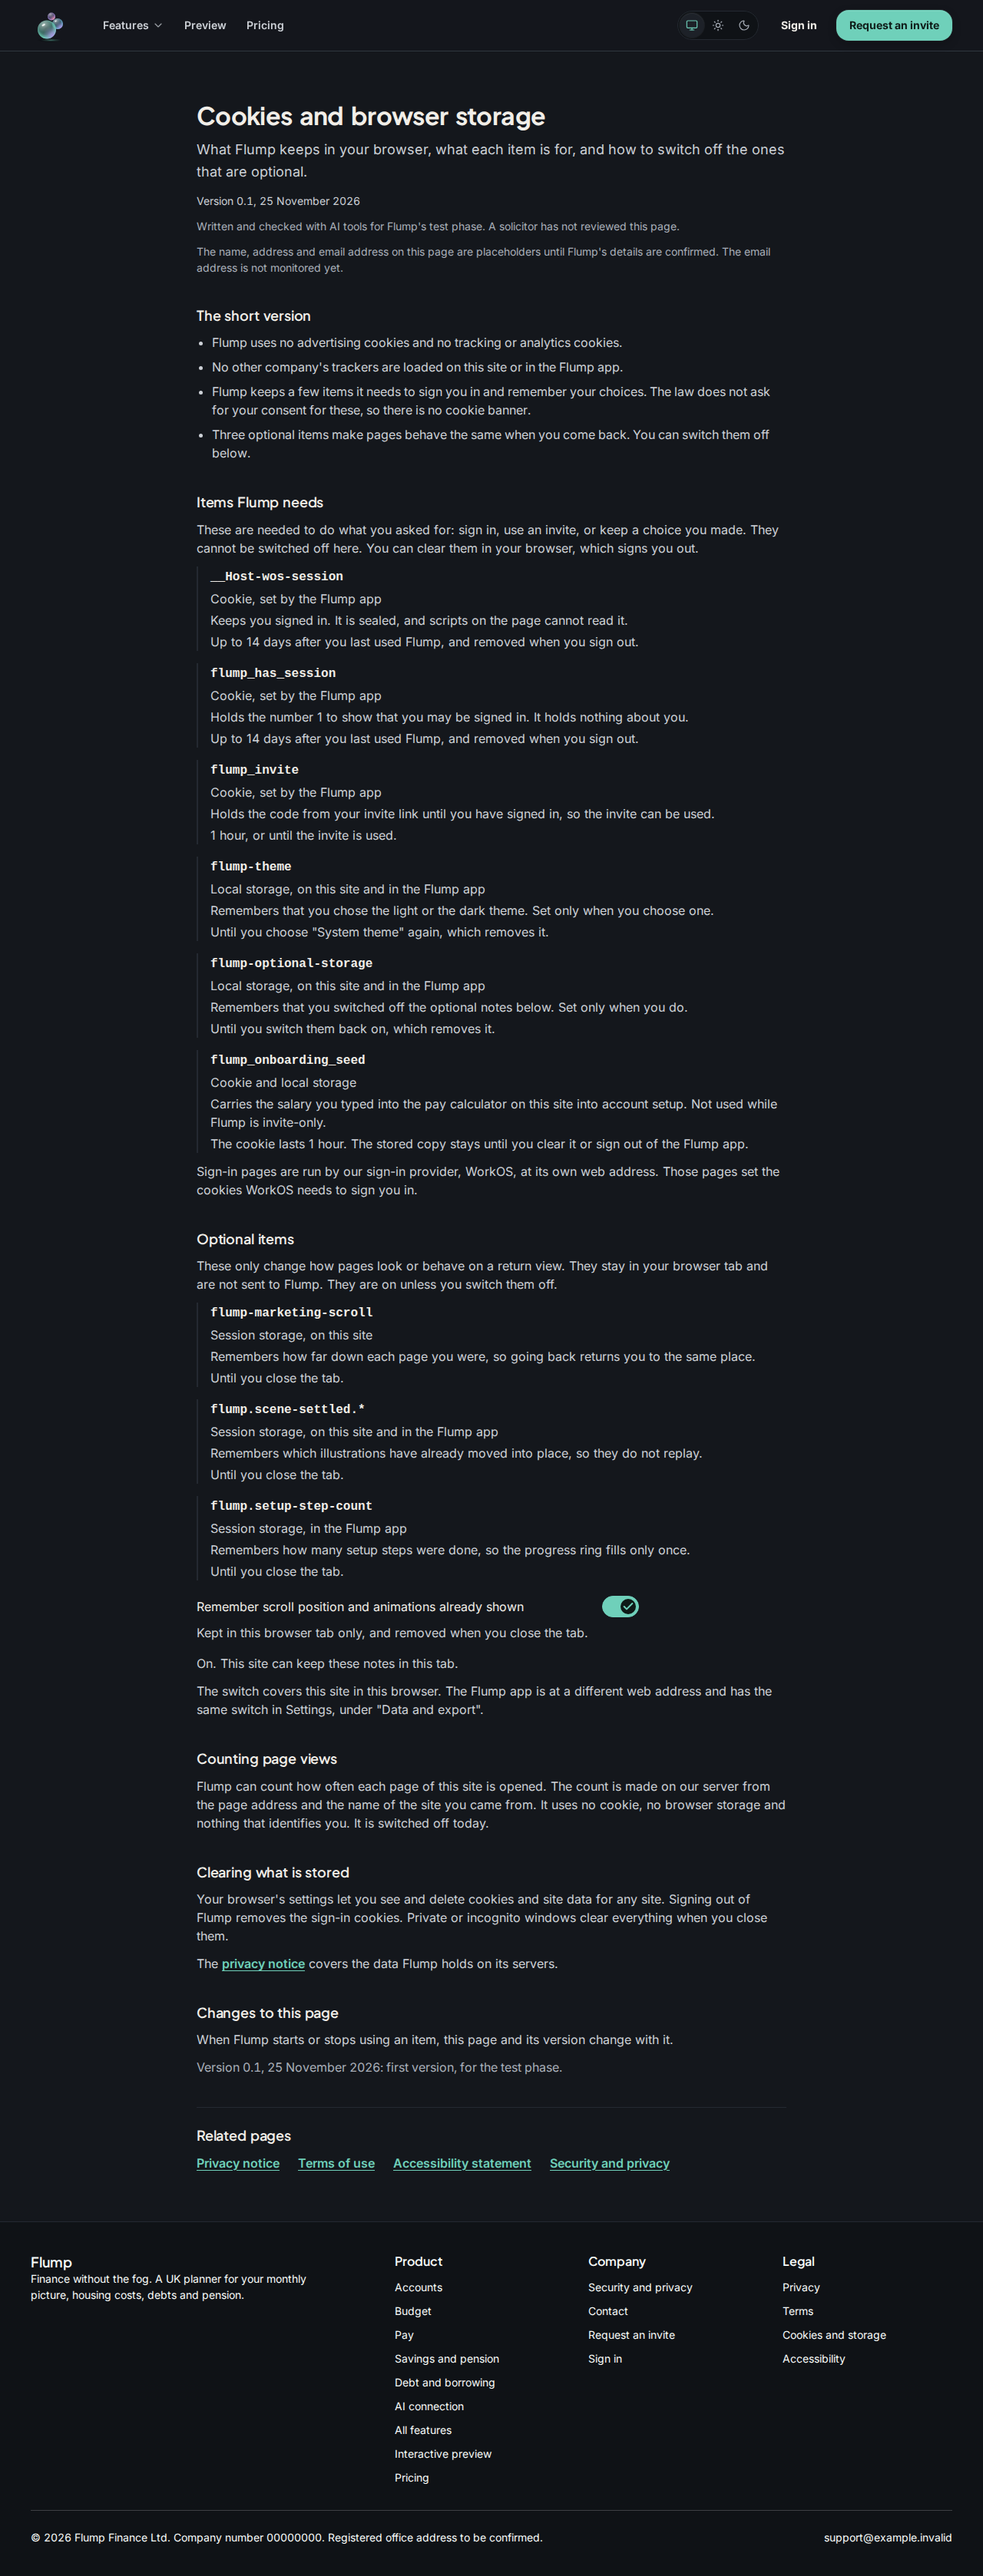 Features
Preview
Pricing
Sign in
Request an invite
Cookies and browser storage
What Flump keeps in your browser, what each item is for, and how to switch off the ones
that are optional.
Version 0.1, 25 November 2026
Written and checked with AI tools for Flump's test phase. A solicitor has not reviewed this page.
The name, address and email address on this page are placeholders until Flump's details are confirmed. The email
address is not monitored yet.
The short version
• Flump uses no advertising cookies and no tracking or analytics cookies.
• No other company's trackers are loaded on this site or in the Flump app.
• Flump keeps a few items it needs to sign you in and remember your choices. The law does not ask
for your consent for these, so there is no cookie banner.
• Three optional items make pages behave the same when you come back. You can switch them off
below.
Items Flump needs
These are needed to do what you asked for: sign in, use an invite, or keep a choice you made. They
cannot be switched off here. You can clear them in your browser, which signs you out.
__Host-wos-session
Cookie, set by the Flump app
Keeps you signed in. It is sealed, and scripts on the page cannot read it.
Up to 14 days after you last used Flump, and removed when you sign out.
flump_has_session
Cookie, set by the Flump app
Holds the number 1 to show that you may be signed in. It holds nothing about you.
Up to 14 days after you last used Flump, and removed when you sign out.
flump_invite
Cookie, set by the Flump app
Holds the code from your invite link until you have signed in, so the invite can be used.
1 hour, or until the invite is used.
flump-theme
Local storage, on this site and in the Flump app
Remembers that you chose the light or the dark theme. Set only when you choose one.
Until you choose "System theme" again, which removes it.
flump-optional-storage
Local storage, on this site and in the Flump app
Remembers that you switched off the optional notes below. Set only when you do.
Until you switch them back on, which removes it.
flump_onboarding_seed
Cookie and local storage
Carries the salary you typed into the pay calculator on this site into account setup. Not used while
Flump is invite-only.
The cookie lasts 1 hour. The stored copy stays until you clear it or sign out of the Flump app.
Sign-in pages are run by our sign-in provider, WorkOS, at its own web address. Those pages set the
cookies WorkOS needs to sign you in.
Optional items
These only change how pages look or behave on a return view. They stay in your browser tab and
are not sent to Flump. They are on unless you switch them off.
flump-marketing-scroll
Session storage, on this site
Remembers how far down each page you were, so going back returns you to the same place.
Until you close the tab.
flump.scene-settled.*
Session storage, on this site and in the Flump app
Remembers which illustrations have already moved into place, so they do not replay.
Until you close the tab.
flump.setup-step-count
Session storage, in the Flump app
Remembers how many setup steps were done, so the progress ring fills only once.
Until you close the tab.
Remember scroll position and animations already shown
Kept in this browser tab only, and removed when you close the tab.
On. This site can keep these notes in this tab.
The switch covers this site in this browser. The Flump app is at a different web address and has the
same switch in Settings, under "Data and export".
Counting page views
Flump can count how often each page of this site is opened. The count is made on our server from
the page address and the name of the site you came from. It uses no cookie, no browser storage and
nothing that identifies you. It is switched off today.
Clearing what is stored
Your browser's settings let you see and delete cookies and site data for any site. Signing out of
Flump removes the sign-in cookies. Private or incognito windows clear everything when you close
them.
The privacy notice covers the data Flump holds on its servers.
Changes to this page
When Flump starts or stops using an item, this page and its version change with it.
Version 0.1, 25 November 2026: first version, for the test phase.
Related pages
Privacy notice
Terms of use
Accessibility statement
Security and privacy
Flump
Finance without the fog. A UK planner for your monthly
picture, housing costs, debts and pension.
Product
Accounts
Budget
Pay
Savings and pension
Debt and borrowing
AI connection
All features
Interactive preview
Pricing
Company
Security and privacy
Contact
Request an invite
Sign in
Legal
Privacy
Terms
Cookies and storage
Accessibility
© 2026 Flump Finance Ltd. Company number 00000000. Registered office address to be confirmed.
support@example.invalid